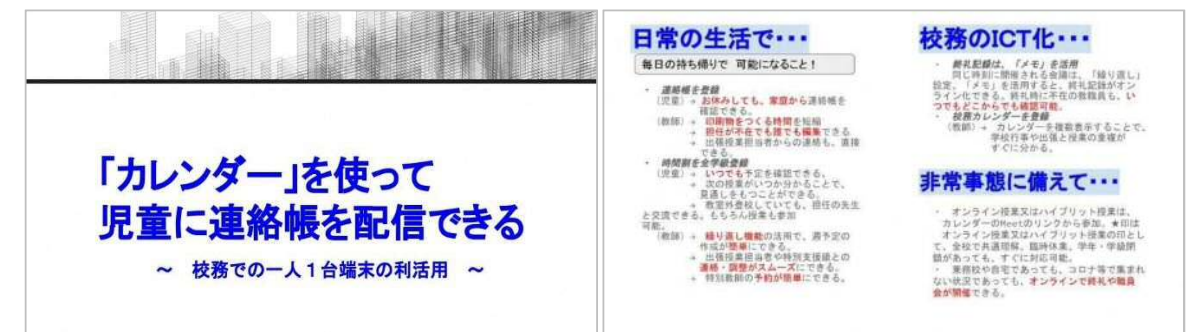 「カレンダー」を使って
児童に連絡帳を配信できる
～ 校務での一人1台端末の利活用 ～
日常の生活で・・・
毎日の持ち帰りで 可能になること！
・ 連絡帳を登録
(児童) → お休みしても、家庭から連絡帳を
確認できる。
(教師) → 印刷物をつくる時間を短縮
→ 担任が不在でも誰でも編集できる
→ 出張授業担当者からの連絡も、直接
できる。
・ 時間割を全学級登録
(児童) → いつでも予定を確認できる。
→ 次の授業がいつか分かることで、
見通しをもつことができる。
→ 教室外登校していても、担任の先生
と交流できる。もちろん授業も参加
可能。
(教師) → 繰り返し機能の活用で、週予定の
作成が簡単にできる。
→ 出張授業担当者や特別支援級との
連絡・調整がスムーズにできる。
→ 特別教師の予約が簡単にできる。
校務のICT化・・・
・ 終礼記録は、「メモ」を活用
同じ時刻に開催される会議は、「繰り返し」
設定、「メモ」を活用すると、終礼記録がオン
ライン化できる。終礼時に不在の教職員も、い
つでもどこからでも確認可能。
・ 校務カレンダーを登録
(教師) → カレンダーを複数表示することで、
学校行事や出張と授業の重複が
すぐに分かる。
非常事態に備えて・・・
・ オンライン授業又はハイブリット授業は、
カレンダーのMeetのリンクから参加。★印は
オンライン授業又はハイブリット授業の印とし
て、全校で共通理解。臨時休業、学年・学級閉
鎖があっても、すぐに対応可能。
・ 兼務校や自宅であっても、コロナ等で集まれ
ない状況であっても、オンラインで終礼や職員
会が開催できる。